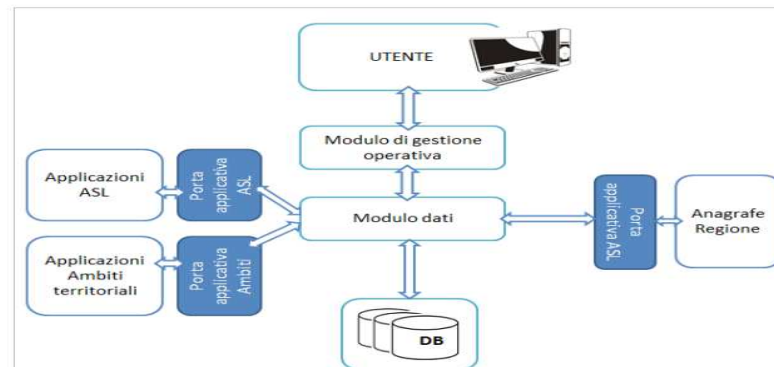 UTENTE
Modulo di gestione
operativa
Applicazioni
ASL
Porta
applicativa
ASL
Modulo dati
Porta
applicativa ASL
Anagrafe
Regione
Applicazioni
Ambiti
territoriali
Porta
applicativa
Ambiti
DB